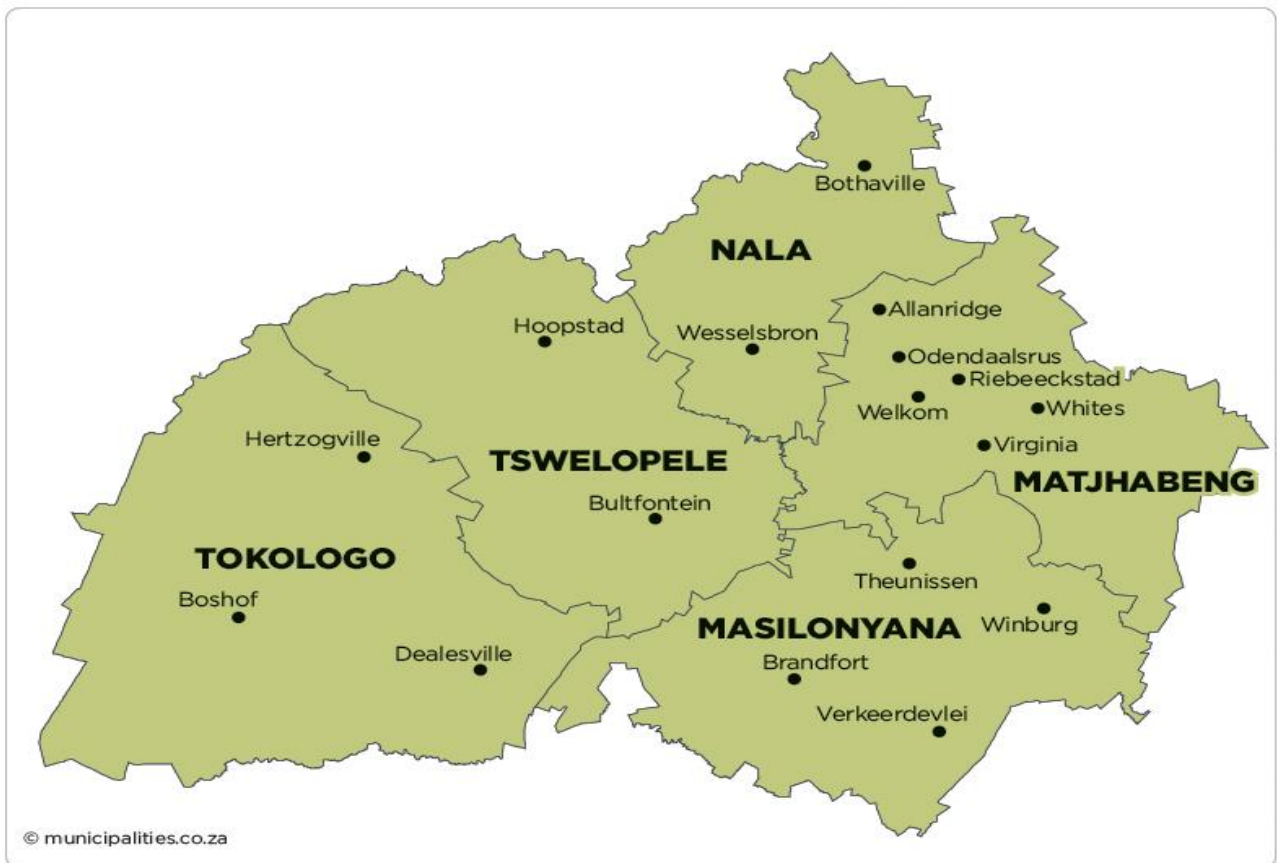 Bothaville
NALA
Allanridge
Hoopstad
Wesselsbron
Odendaalsrus
Riebeeckstad
Welkom
Whites
Hertzogville
Virginia
TSWELOPELE
MATJHABENG
Bultfontein
TOKOLOGO
Theunissen
Boshof
Winburg
MASILONYANA
Dealesville
Brandfort
Verkeerdevlei
© municipalities.co.za